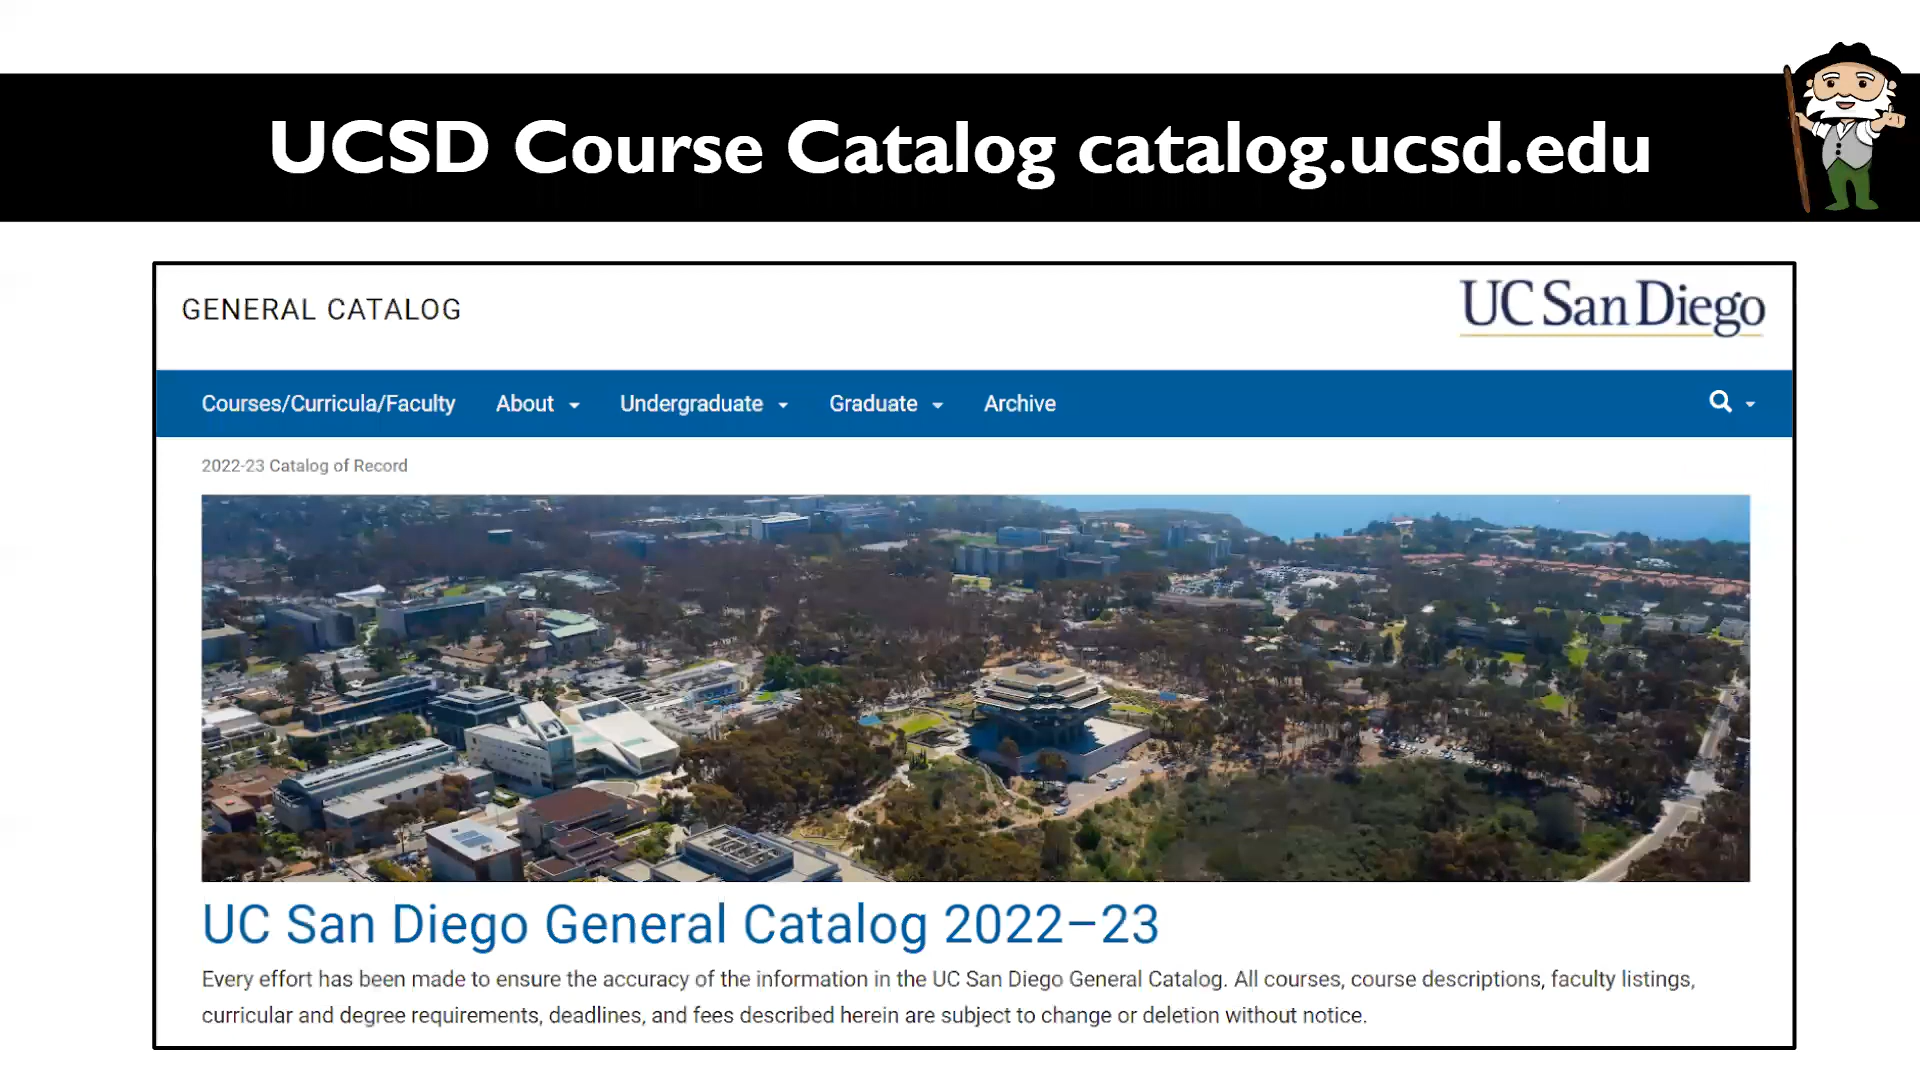 UCSD Course Catalog catalog.ucsd.edu
GENERAL CATALOG
UC San Diego
Courses/Curricula/Faculty About Undergraduate Graduate Archive
2022-23 Catalog of Record
UC San Diego General Catalog 2022–23
Every effort has been made to ensure the accuracy of the information in the UC San Diego General Catalog. All courses, course descriptions, faculty listings,
curricular and degree requirements, deadlines, and fees described herein are subject to change or deletion without notice.